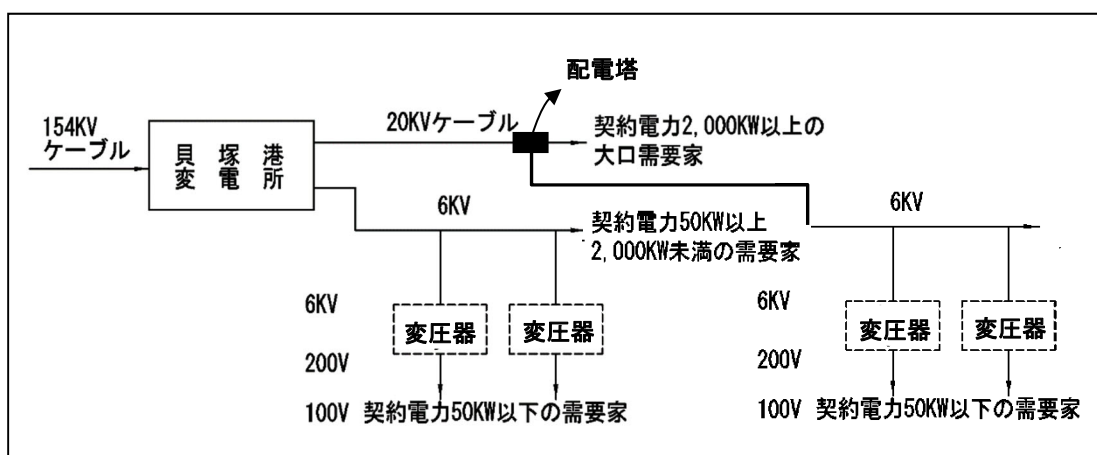 配電塔
154KV
ケーブル
20KVケーブル
契約電力2,000KW以上の
大口需要家
貝塚港
変電所
6KV
契約電力50KW以上
2,000KW未満の需要家
6KV
6KV
変圧器
変圧器
200V
100V 契約電力50KW以下の需要家
6KV
変圧器
変圧器
200V
100V 契約電力50KW以下の需要家